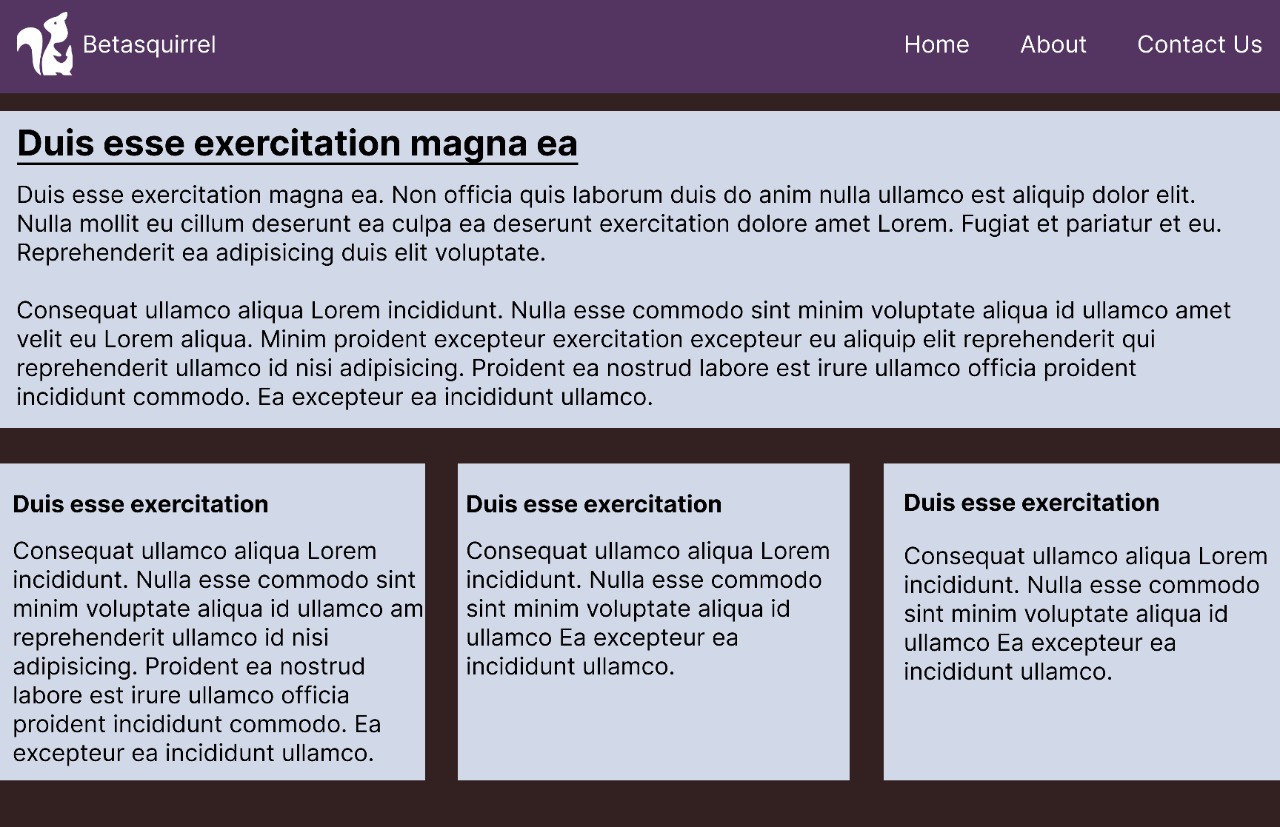 Betasquirrel
Home About Contact Us
Duis esse exercitation magna ea
Duis esse exercitation magna ea. Non officia quis laborum duis do anim nulla ullamco est aliquip dolor elit.
Nulla mollit eu cillum deserunt ea culpa ea deserunt exercitation dolore amet Lorem. Fugiat et pariatur et eu.
Reprehenderit ea adipisicing duis elit voluptate.
Consequat ullamco aliqua Lorem incididunt. Nulla esse commodo sint minim voluptate aliqua id ullamco amet
velit eu Lorem aliqua. Minim proident excepteur exercitation excepteur eu aliquip elit reprehenderit qui
reprehenderit ullamco id nisi adipisicing. Proident ea nostrud labore est irure ullamco officia proident
incididunt commodo. Ea excepteur ea incididunt ullamco.
Duis esse exercitation
Consequat ullamco aliqua Lorem
incididunt. Nulla esse commodo sint
minim voluptate aliqua id ullamco am
reprehenderit ullamco id nisi
adipisicing. Proident ea nostrud
labore est irure ullamco officia
proident incididunt commodo. Ea
excepteur ea incididunt ullamco.
Duis esse exercitation
Consequat ullamco aliqua Lorem
incididunt. Nulla esse commodo
sint minim voluptate aliqua id
ullamco Ea excepteur ea
incididunt ullamco.
Duis esse exercitation
Consequat ullamco aliqua Lorem
incididunt. Nulla esse commodo
sint minim voluptate aliqua id
ullamco Ea excepteur ea
incididunt ullamco.